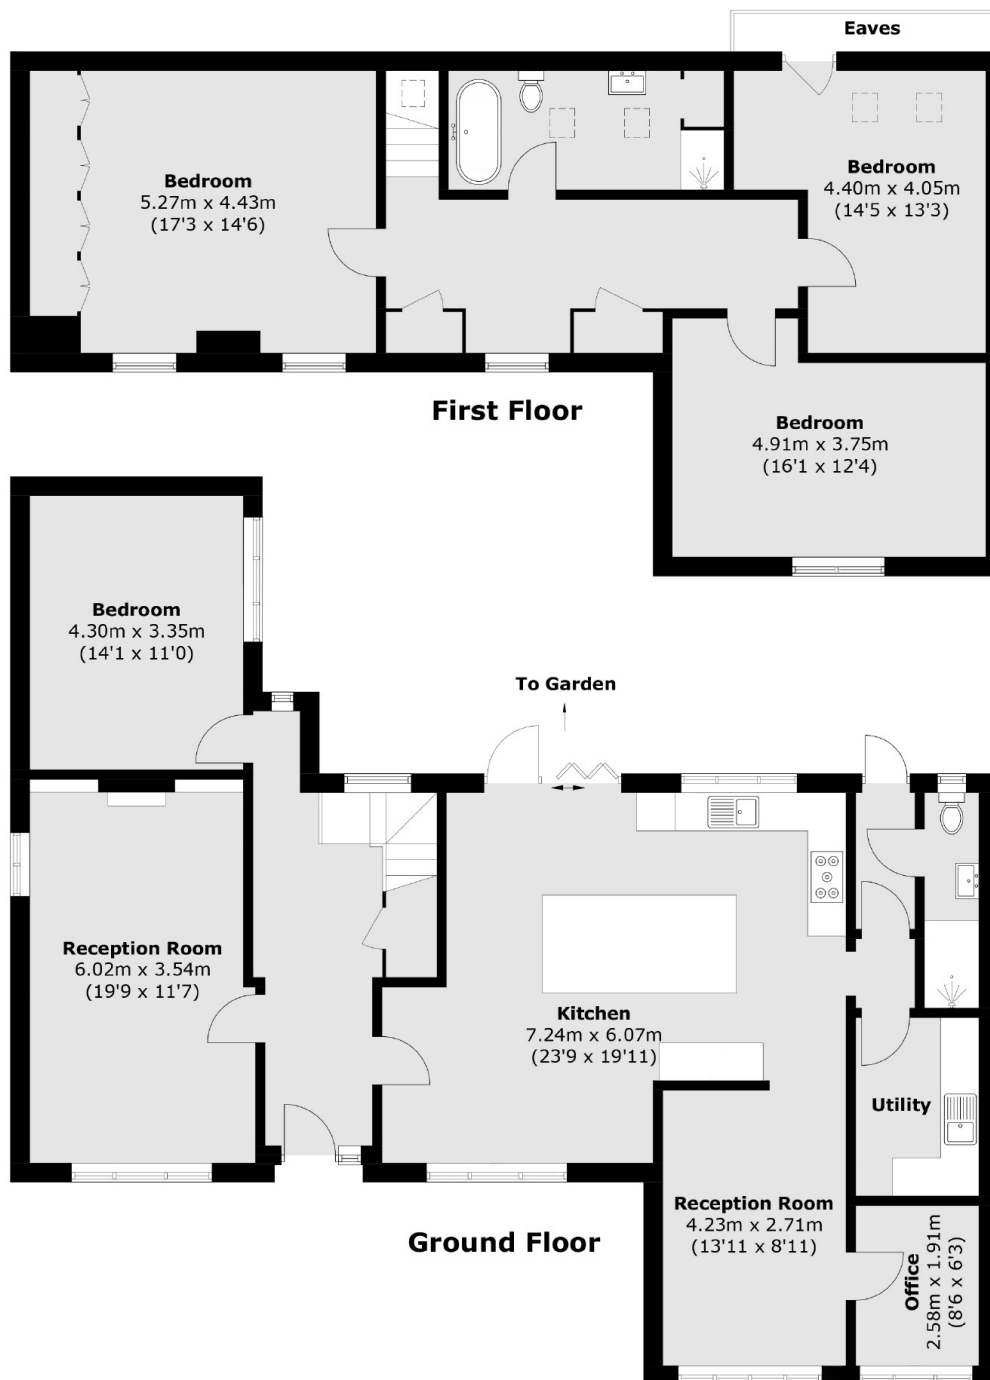 Eaves
Bedroom
5.27m x 4.43m
(17'3 x 14'6)
Bedroom
4.40m x 4.05m
(14'5 x 13'3)
First Floor
Bedroom
4.91m x 3.75m
(16'1 x 12'4)
Bedroom
4.30m x 3.35m
(14'1 x 11'0)
To Garden
Reception Room
6.02m x 3.54m
(19'9 x 11'7)
Kitchen
7.24m x 6.07m
(23'9 x 19'11)
Utility
Reception Room
4.23m x 2.71m
(13'11 x 8'11)
Office
2.58m x 1.91m
(8'6 x 6'3)
Ground Floor